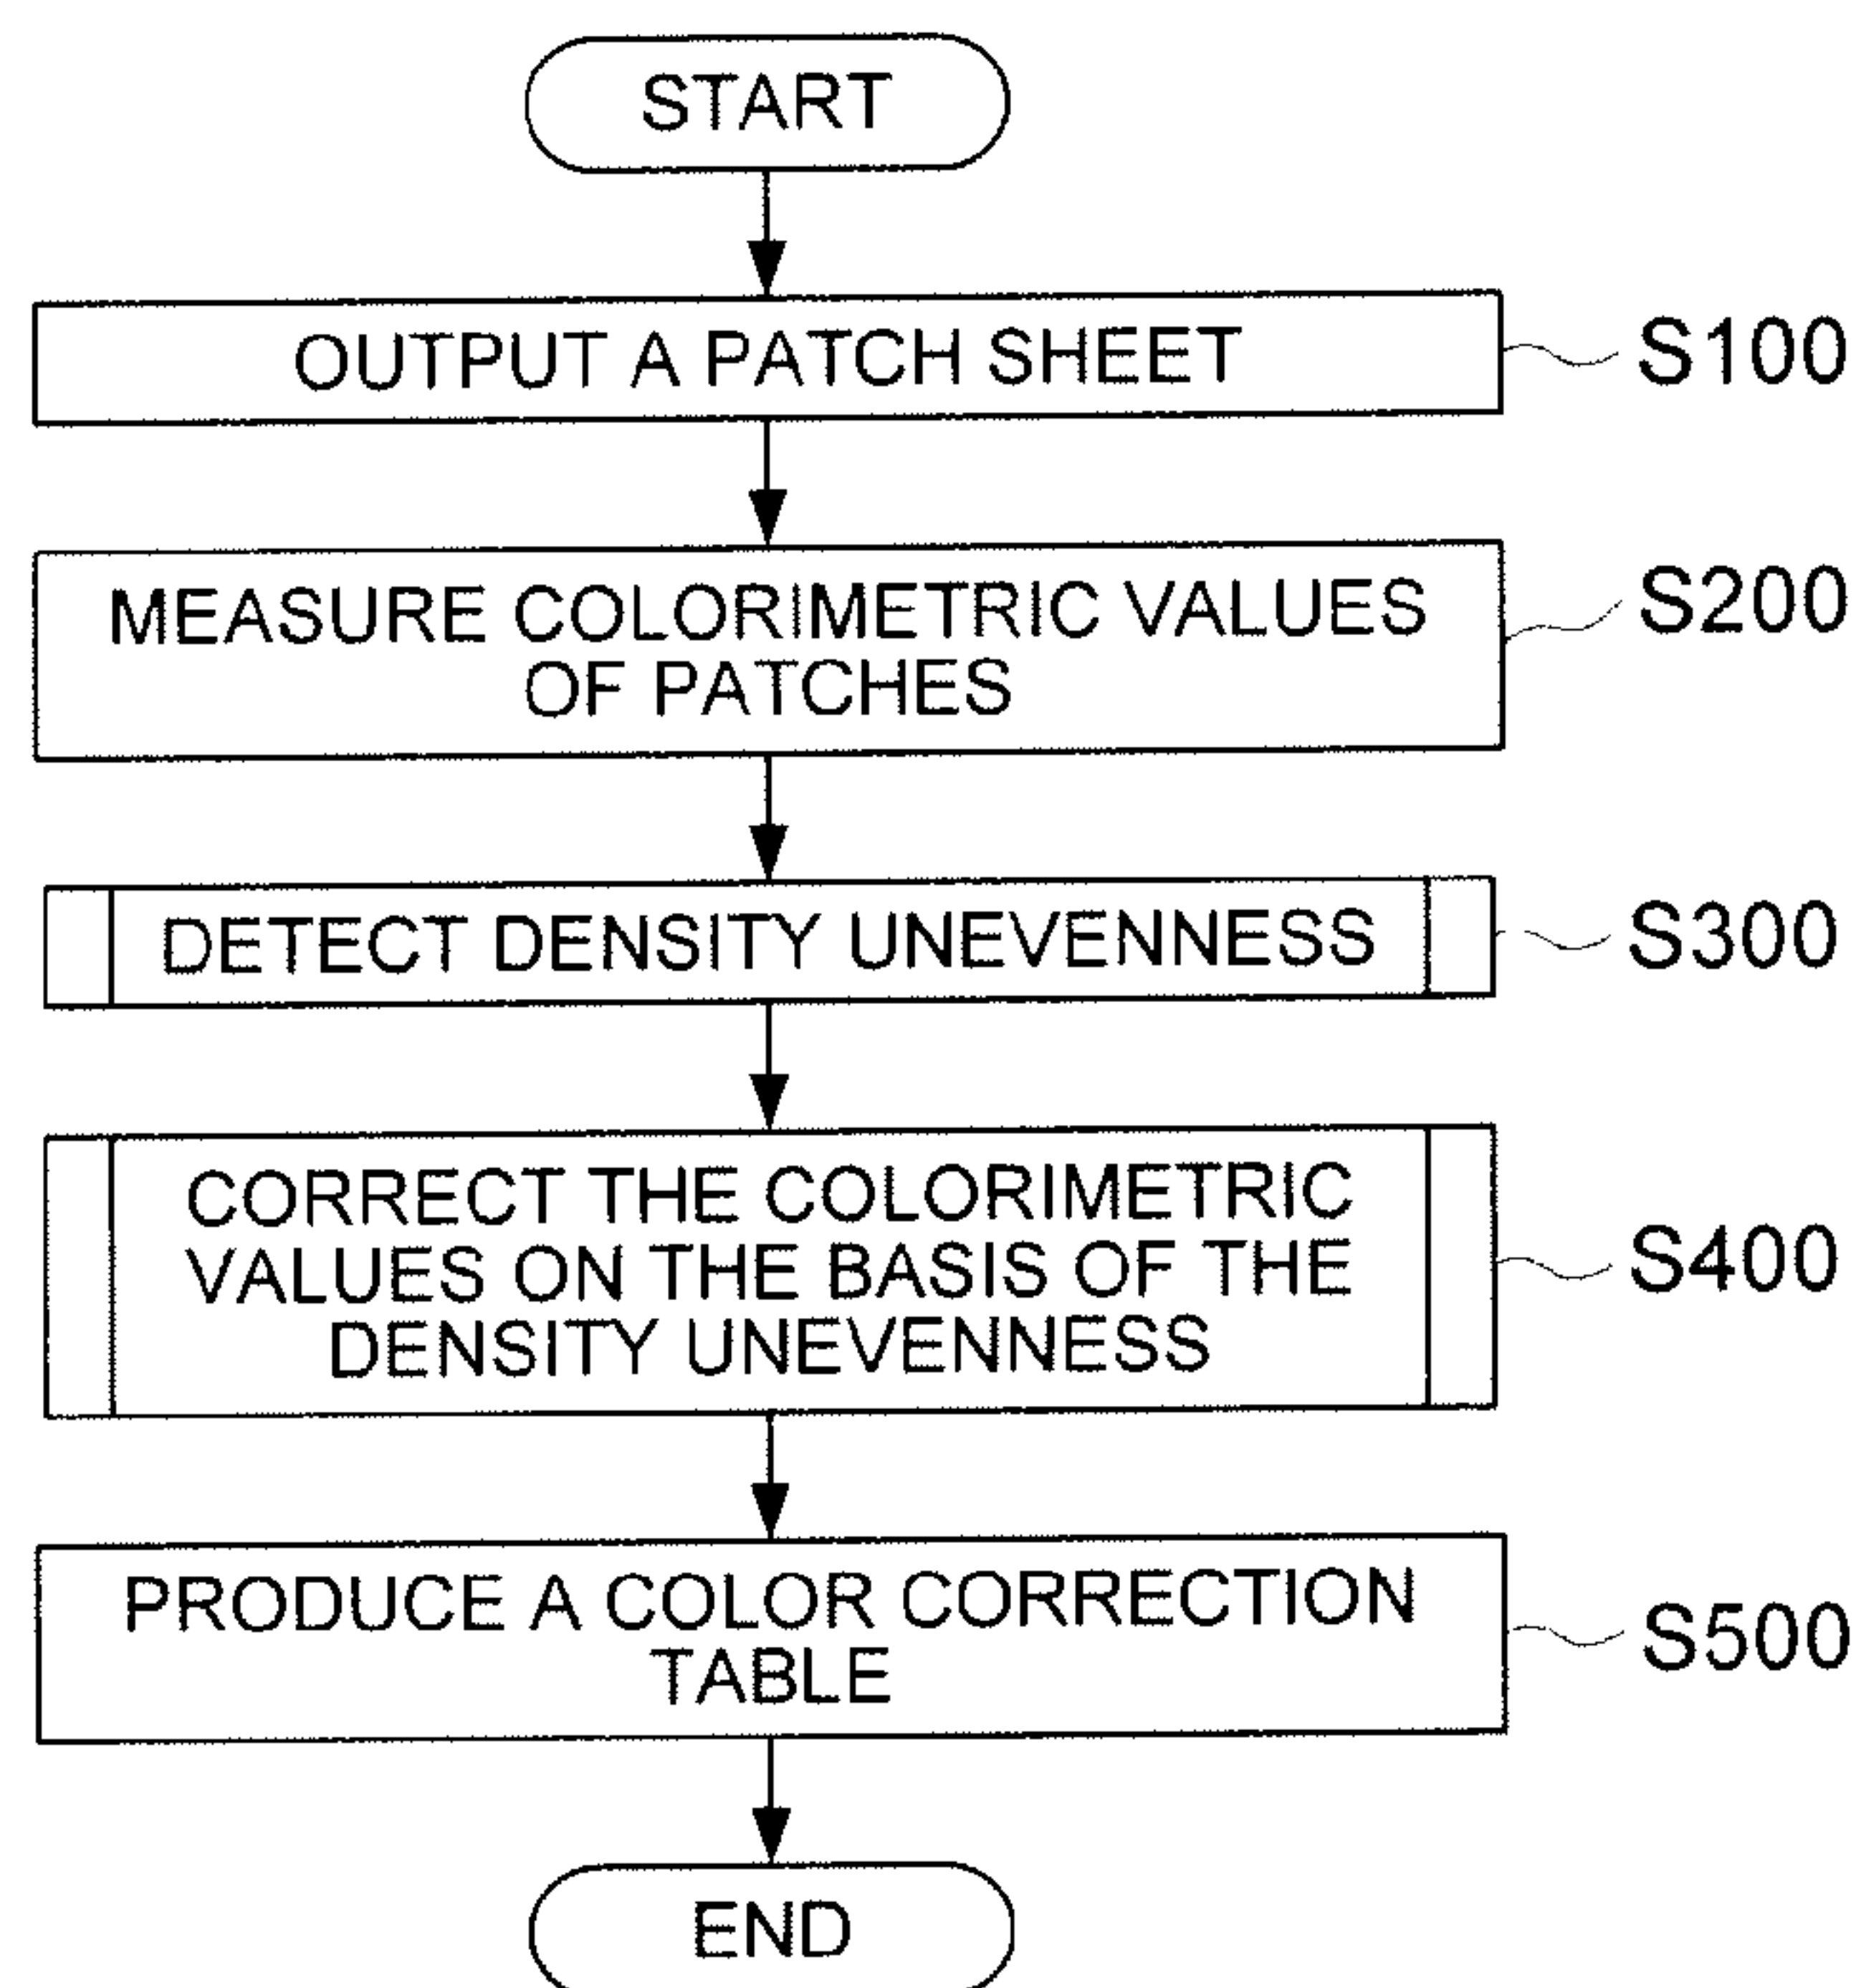 START
OUTPUT A PATCH SHEET
S100
MEASURE COLORIMETRIC VALUES
OF PATCHES
S200
DETECT DENSITY UNEVENNESS
S300
CORRECT THE COLORIMETRIC
VALUES ON THE BASIS OF THE
DENSITY UNEVENNESS
S400
PRODUCE A COLOR CORRECTION
TABLE
S500
END